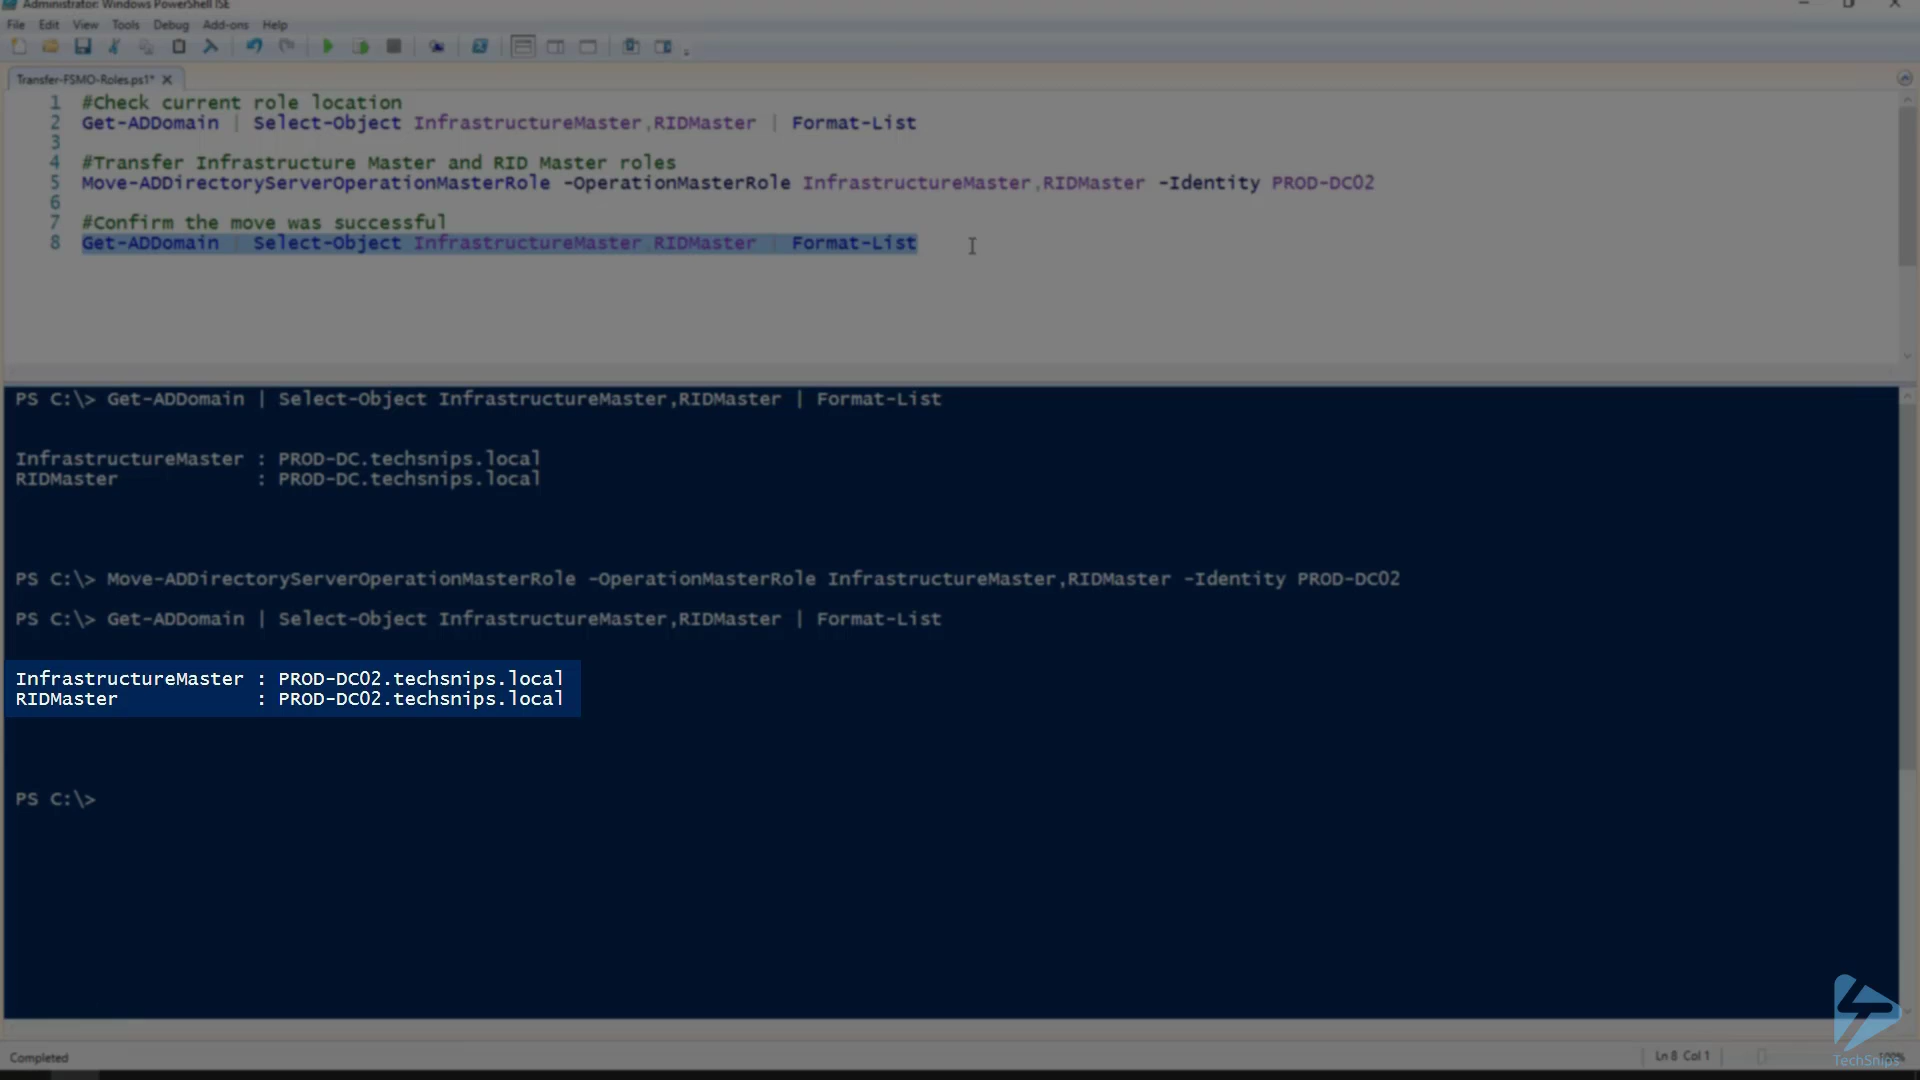 Administrator: Windows PowerShell ISE
File Edit View Tools Debug Add-ons Help
Transfer-FSMO-Roles.ps1*
1 #Check current role location
2 Get-ADDomain | Select-Object InfrastructureMaster,RIDMaster | Format-List
3
4 #Transfer Infrastructure Master and RID Master roles
5 Move-ADDirectoryServerOperationMasterRole -OperationMasterRole InfrastructureMaster,RIDMaster -Identity PROD-DC02
6
7 #Confirm the move was successful
8 Get-ADDomain | Select-Object InfrastructureMaster,RIDMaster | Format-List
PS C:\> Get-ADDomain | Select-Object InfrastructureMaster,RIDMaster | Format-List
InfrastructureMaster : PROD-DC.techsnips.local
RIDMaster : PROD-DC.techsnips.local
PS C:\> Move-ADDirectoryServerOperationMasterRole -OperationMasterRole InfrastructureMaster,RIDMaster -Identity PROD-DC02
PS C:\> Get-ADDomain | Select-Object InfrastructureMaster,RIDMaster | Format-List
InfrastructureMaster : PROD-DC02.techsnips.local
RIDMaster : PROD-DC02.techsnips.local
PS C:\>
Completed
Ln 8 Col 1
TechSnips